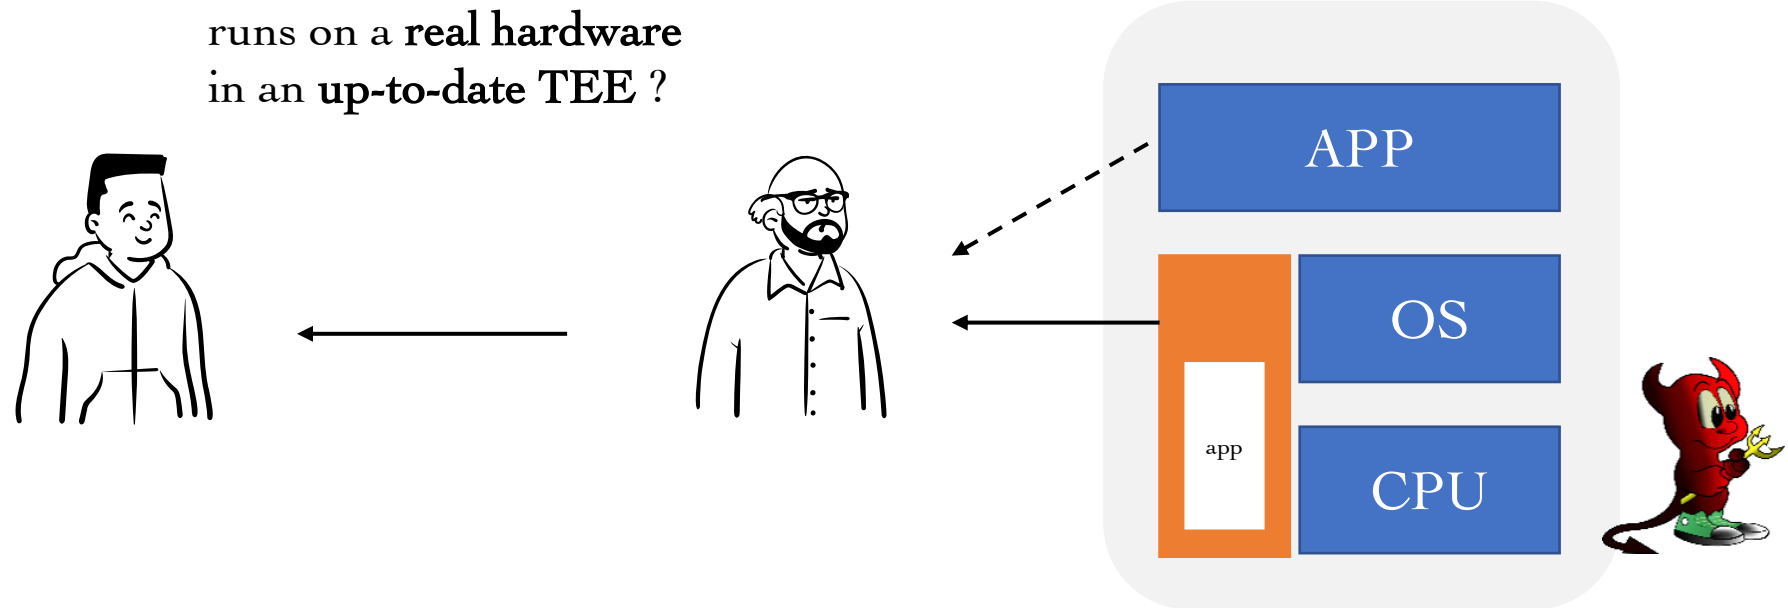 runs on a real hardware
in an up-to-date TEE ?
APP
OS
app
CPU